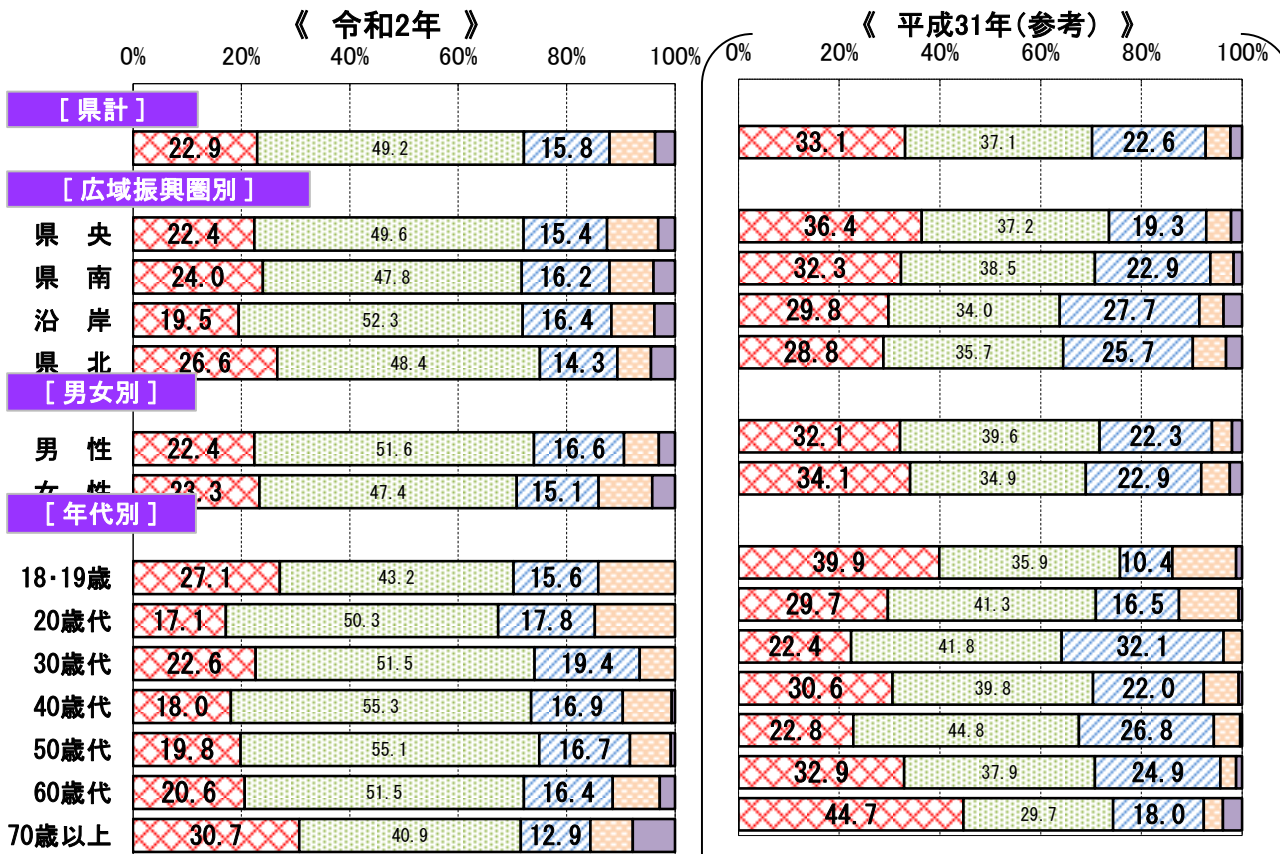 《 令和2年 》
《 平成31年(参考) 》
0% 20% 40% 60% 80% 100%
0% 20% 40% 60% 80% 100%
[ 県計 ]
22.9 49.2 15.8
33.1 37.1 22.6
[ 広域振興圏別 ]
県 央 22.4 49.6 15.4
36.4 37.2 19.3
県 南 24.0 47.8 16.2
32.3 38.5 22.9
沿 岸 19.5 52.3 16.4
29.8 34.0 27.7
県 北 26.6 48.4 14.3
28.8 35.7 25.7
[ 男女別 ]
男 性 22.4 51.6 16.6
32.1 39.6 22.3
女 性 23.3 47.4 15.1
34.1 34.9 22.9
[ 年代別 ]
18・19歳 27.1 43.2 15.6
39.9 35.9 10.4
20歳代 17.1 50.3 17.8
29.7 41.3 16.5
30歳代 22.6 51.5 19.4
22.4 41.8 32.1
40歳代 18.0 55.3 16.9
30.6 39.8 22.0
50歳代 19.8 55.1 16.7
22.8 44.8 26.8
60歳代 20.6 51.5 16.4
32.9 37.9 24.9
70歳以上 30.7 40.9 12.9
44.7 29.7 18.0